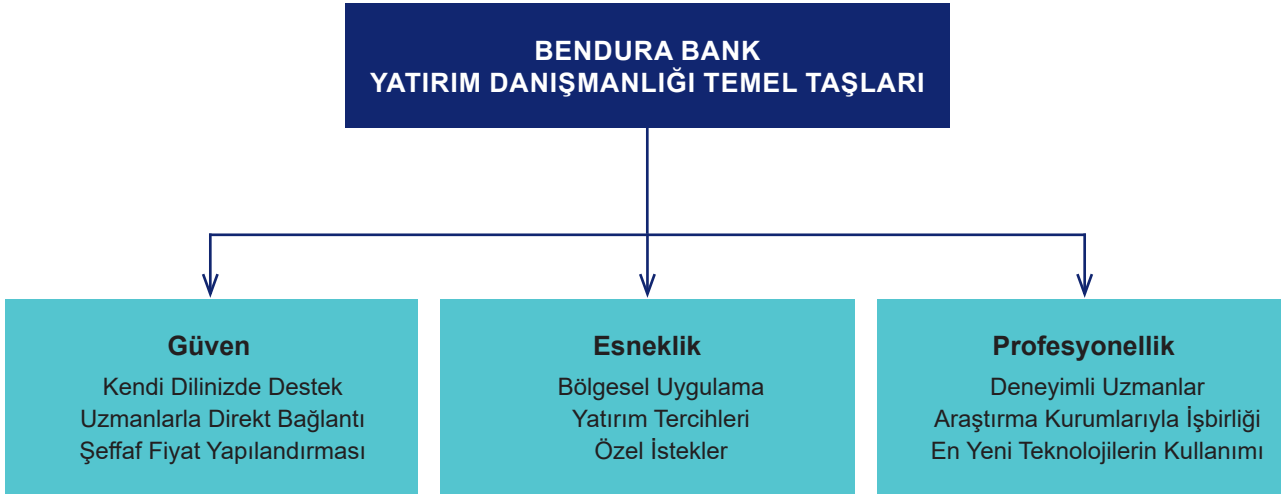 BENDURA BANK
YATIRIM DANIŞMANLIĞI TEMEL TAŞLARI
Güven
Kendi Dilinizde Destek
Uzmanlarla Direkt Bağlantı
Şeffaf Fiyat Yapılandırması
Esneklik
Bölgesel Uygulama
Yatırım Tercihleri
Özel İstekler
Profesyonellik
Deneyimli Uzmanlar
Araştırma Kurumlarıyla İşbirliği
En Yeni Teknolojilerin Kullanımı